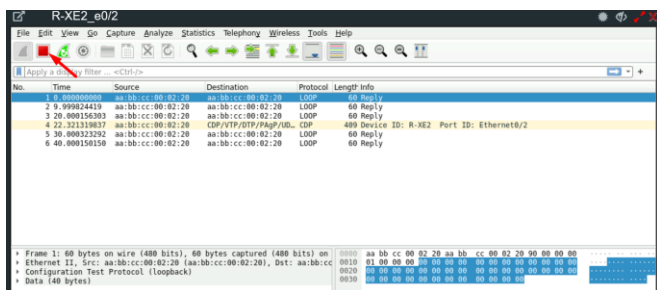 R-XE2_e0/2
File Edit View Go Capture Analyze Statistics Telephony Wireless Tools Help
Apply a display filter ... <Ctrl-/>
No. Time Source Destination Protocol Length Info
1 0.000000000 aa:bb:cc:00:02:20 aa:bb:cc:00:02:20 LOOP 60 Reply
2 9.999024419 aa:bb:cc:00:02:20 aa:bb:cc:00:02:20 LOOP 60 Reply
3 20.000156303 aa:bb:cc:00:02:20 aa:bb:cc:00:02:20 LOOP 60 Reply
4 22.321319837 aa:bb:cc:00:02:20 CDP/VTP/DTP/PAgP/UD… CDP 409 Device ID: R-XE2 Port ID: Ethernet0/2
5 30.000323292 aa:bb:cc:00:02:20 aa:bb:cc:00:02:20 LOOP 60 Reply
6 40.000150150 aa:bb:cc:00:02:20 aa:bb:cc:00:02:20 LOOP 60 Reply
Frame 1: 60 bytes on wire (480 bits), 60 bytes captured (480 bits) on
Ethernet II, Src: aa:bb:cc:00:02:20 (aa:bb:cc:00:02:20), Dst: aa:bb:cc
Configuration Test Protocol (loopback)
Data (40 bytes)
0000 aa bb cc 00 02 20 aa bb cc 00 02 20 90 00 00 00
0010 01 00 00 00 00 00 00 00 00 00 00 00 00 00 00 00
0020 00 00 00 00 00 00 00 00 00 00 00 00 00 00 00 00
0030 00 00 00 00 00 00 00 00 00 00 00 00